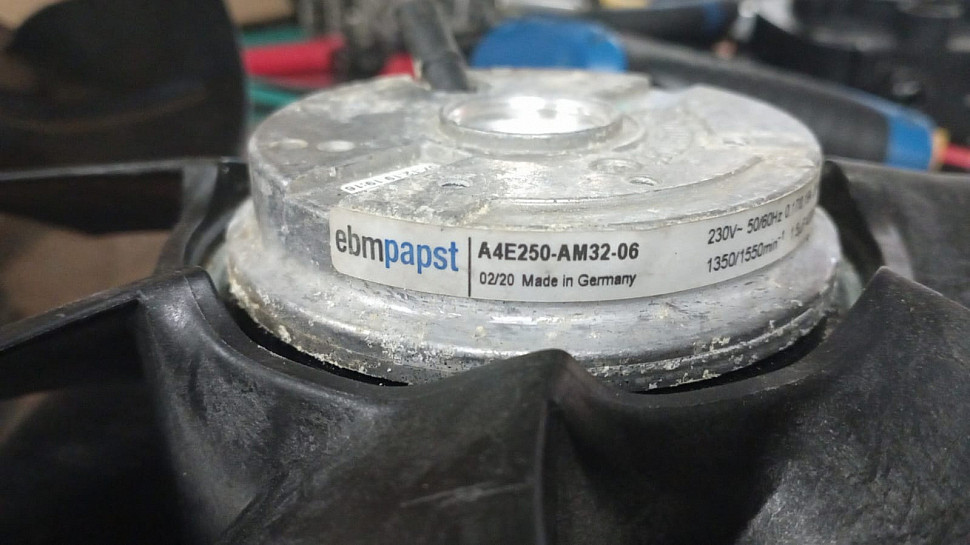 ebmpapst
A4E250-AM32-06
02/20 Made in Germany
230V~ 50/60Hz
1350/1550min⁻¹